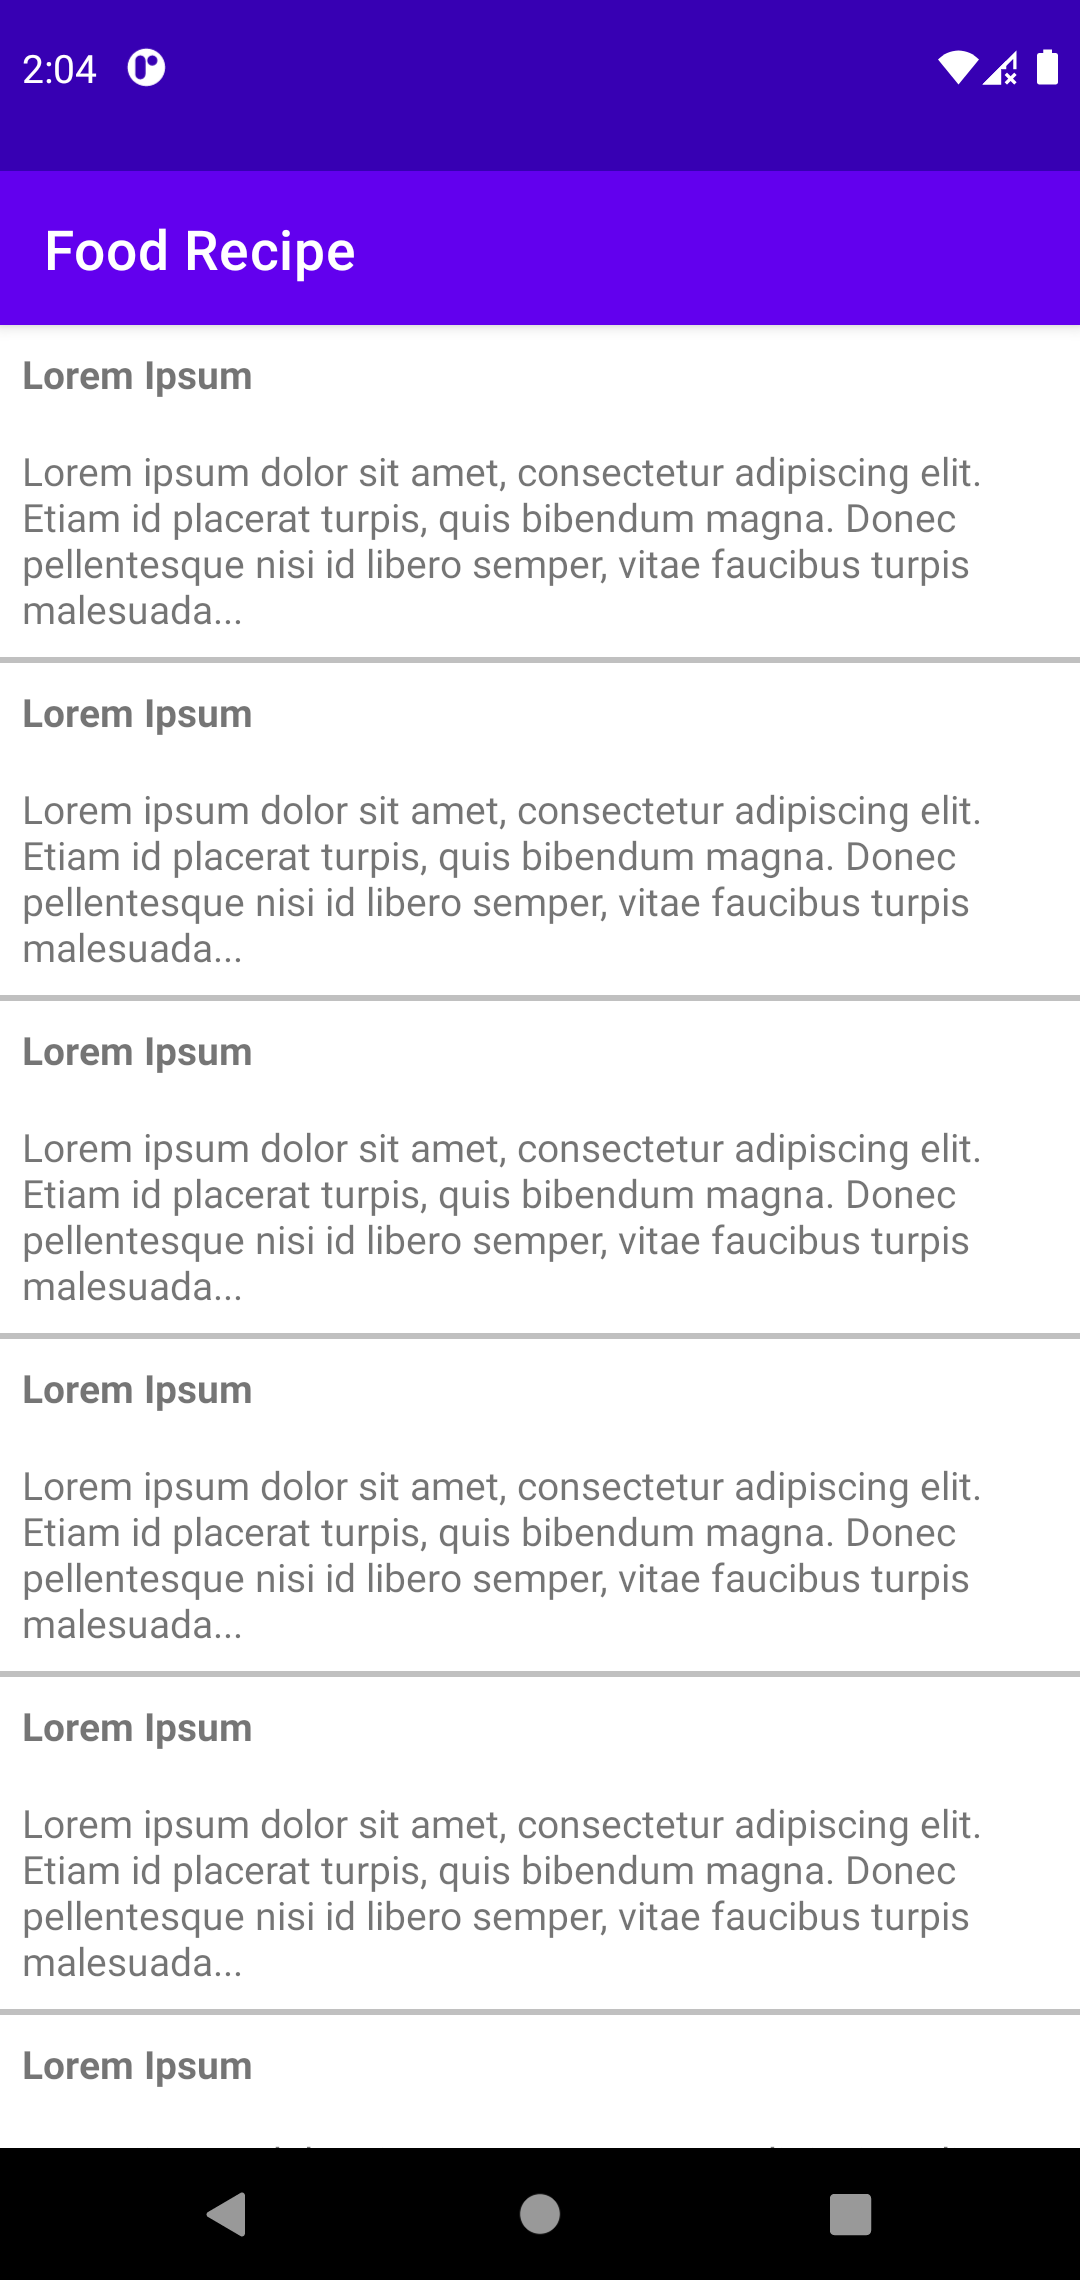 2:04
Food Recipe
Lorem Ipsum
Lorem ipsum dolor sit amet, consectetur adipiscing elit.
Etiam id placerat turpis, quis bibendum magna. Donec
pellentesque nisi id libero semper, vitae faucibus turpis
malesuada...
Lorem Ipsum
Lorem ipsum dolor sit amet, consectetur adipiscing elit.
Etiam id placerat turpis, quis bibendum magna. Donec
pellentesque nisi id libero semper, vitae faucibus turpis
malesuada...
Lorem Ipsum
Lorem ipsum dolor sit amet, consectetur adipiscing elit.
Etiam id placerat turpis, quis bibendum magna. Donec
pellentesque nisi id libero semper, vitae faucibus turpis
malesuada...
Lorem Ipsum
Lorem ipsum dolor sit amet, consectetur adipiscing elit.
Etiam id placerat turpis, quis bibendum magna. Donec
pellentesque nisi id libero semper, vitae faucibus turpis
malesuada...
Lorem Ipsum
Lorem ipsum dolor sit amet, consectetur adipiscing elit.
Etiam id placerat turpis, quis bibendum magna. Donec
pellentesque nisi id libero semper, vitae faucibus turpis
malesuada...
Lorem Ipsum